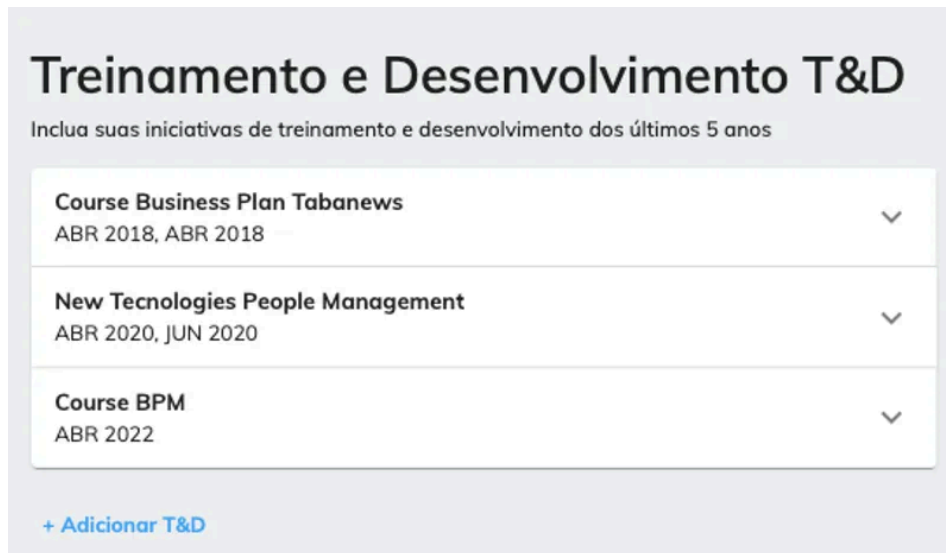 Treinamento e Desenvolvimento T&D
Inclua suas iniciativas de treinamento e desenvolvimento dos últimos 5 anos
Course Business Plan Tabanews
ABR 2018, ABR 2018
New Tecnologies People Management
ABR 2020, JUN 2020
Course BPM
ABR 2022
+ Adicionar T&D